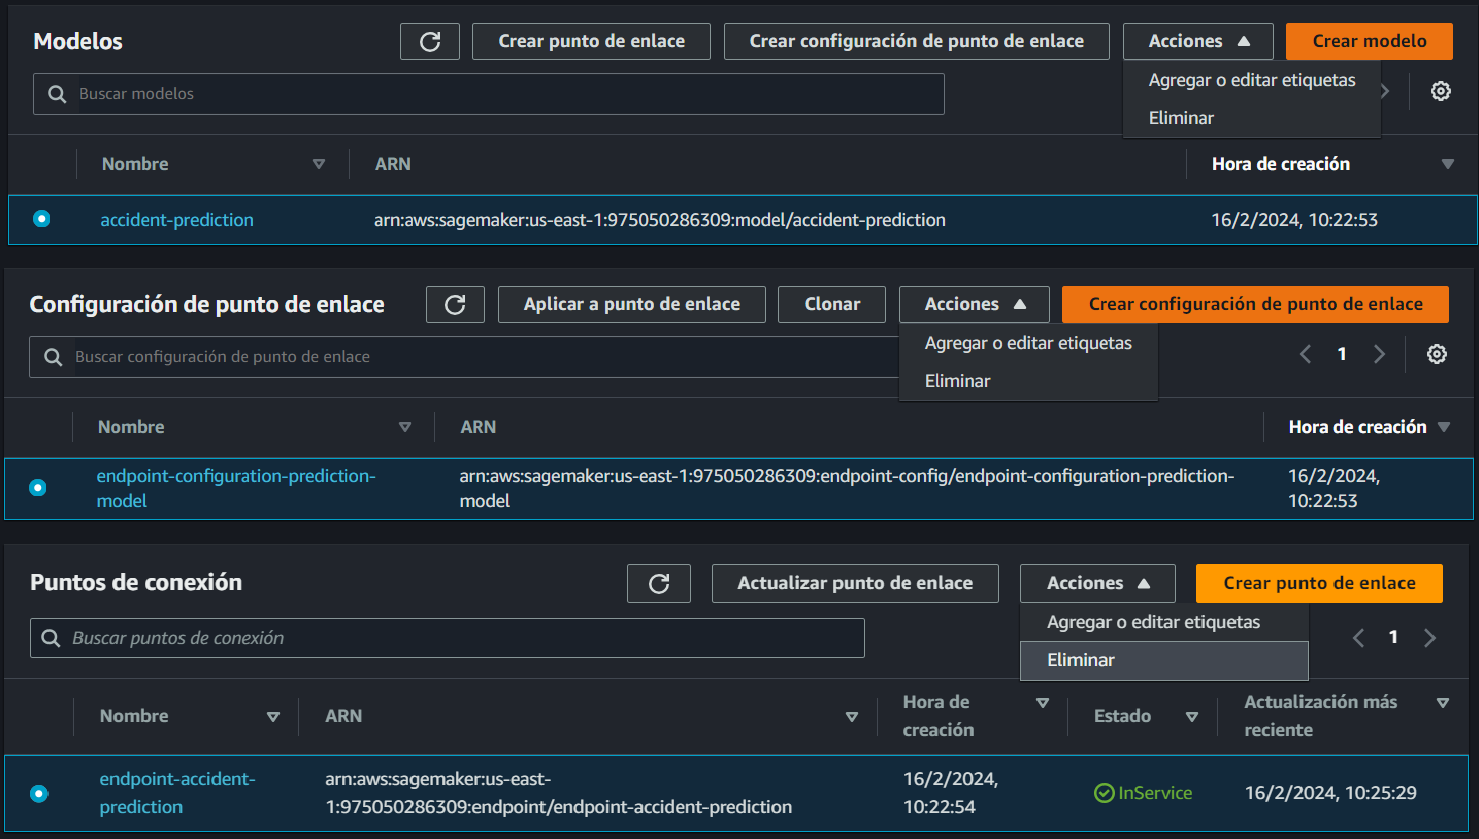 Modelos
Crear punto de enlace
Crear configuración de punto de enlace
Acciones
Crear modelo
Buscar modelos
Agregar o editar etiquetas
Eliminar
Nombre
ARN
Hora de creación
accident-prediction
arn:aws:sagemaker:us-east-1:975050286309:model/accident-prediction
16/2/2024, 10:22:53
Configuración de punto de enlace
Aplicar a punto de enlace
Clonar
Acciones
Crear configuración de punto de enlace
Buscar configuración de punto de enlace
Agregar o editar etiquetas
Eliminar
1
Nombre
ARN
Hora de creación
endpoint-configuration-prediction-
model
arn:aws:sagemaker:us-east-1:975050286309:endpoint-config/endpoint-configuration-prediction-
model
16/2/2024,
10:22:53
Puntos de conexión
Actualizar punto de enlace
Acciones
Crear punto de enlace
Buscar puntos de conexión
Agregar o editar etiquetas
Eliminar
1
Nombre
ARN
Hora de
creación
Estado
Actualización más
reciente
endpoint-accident-
prediction
arn:aws:sagemaker:us-east-
1:975050286309:endpoint/endpoint-accident-prediction
16/2/2024,
10:22:54
InService
16/2/2024, 10:25:29